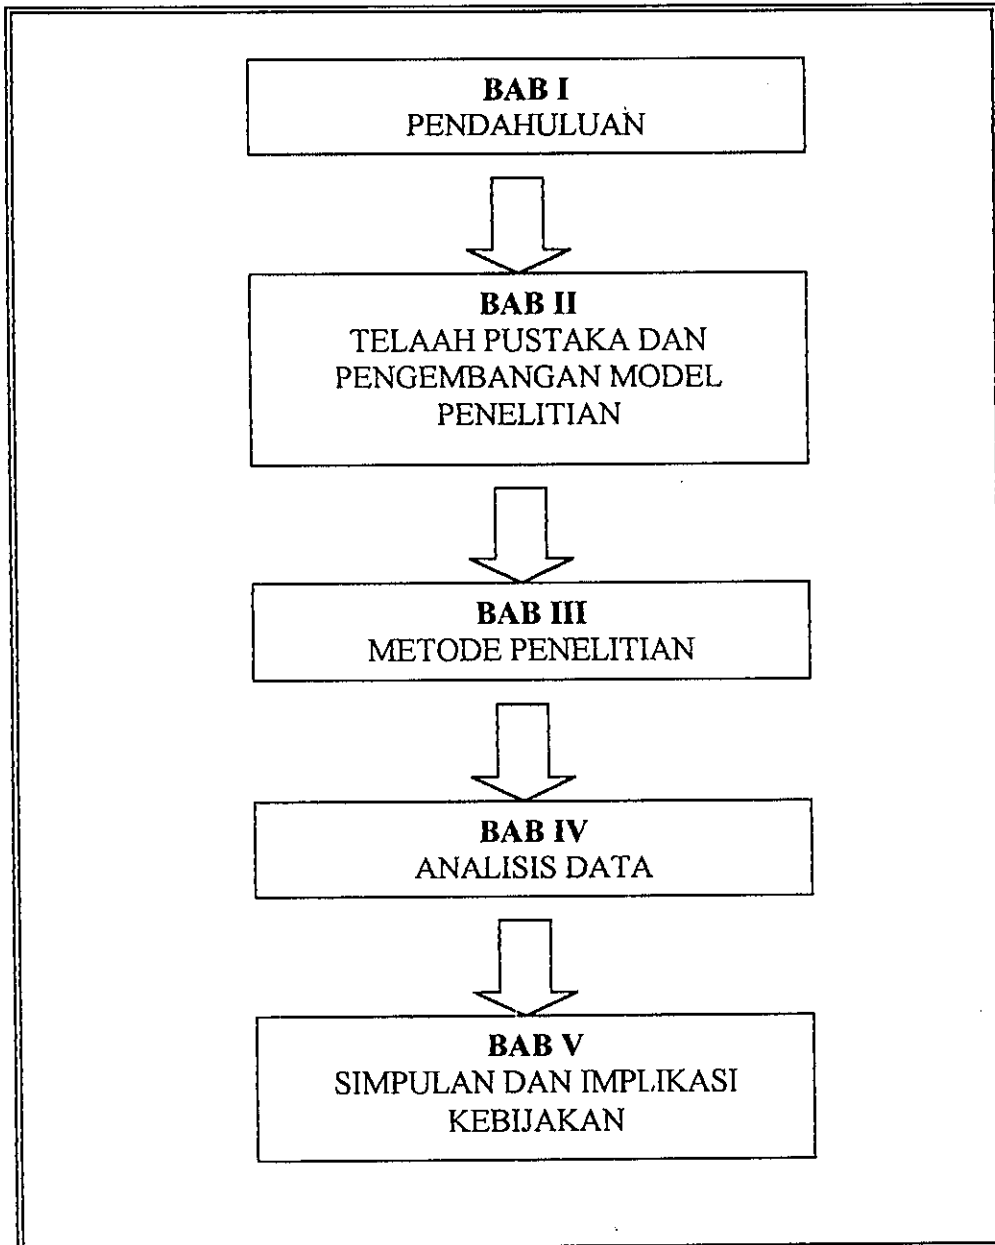 BAB I
PENDAHULUAN
BAB II
TELAAH PUSTAKA DAN
PENGEMBANGAN MODEL
PENELITIAN
BAB III
METODE PENELITIAN
BAB IV
ANALISIS DATA
BAB V
SIMPULAN DAN IMPLIKASI
KEBIJAKAN